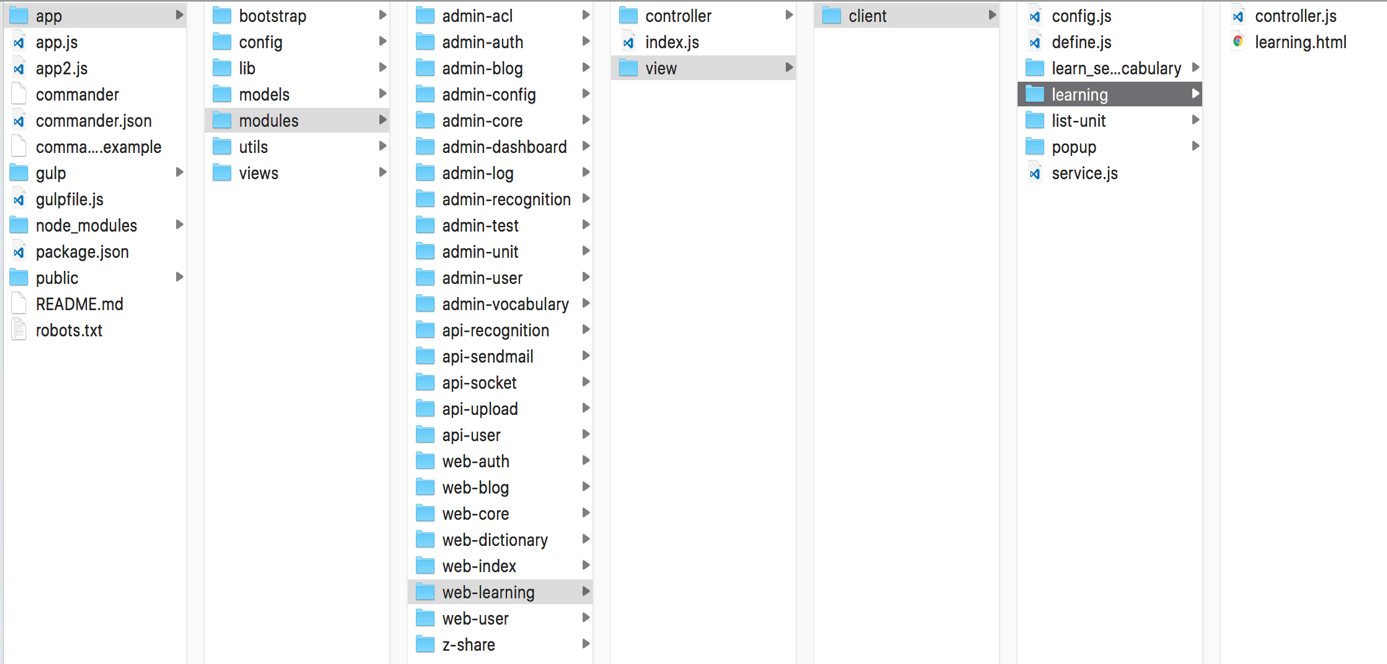 app
app.js
app2.js
commander
commander.json
comma....example
gulp
gulpfile.js
node_modules
package.json
public
README.md
robots.txt
bootstrap
config
lib
models
modules
utils
views
admin-acl
admin-auth
admin-blog
admin-config
admin-core
admin-dashboard
admin-log
admin-recognition
admin-test
admin-unit
admin-user
admin-vocabulary
api-recognition
api-sendmail
api-socket
api-upload
api-user
web-auth
web-blog
web-core
web-dictionary
web-index
web-learning
web-user
z-share
controller
index.js
view
client
config.js
define.js
learn_se...cabulary
learning
list-unit
popup
service.js
controller.js
learning.html